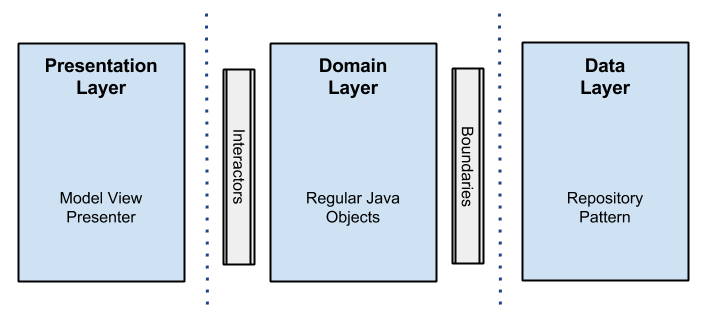 Presentation
Layer
Model View
Presenter
Interactors
Domain
Layer
Regular Java
Objects
Boundaries
Data
Layer
Repository
Pattern